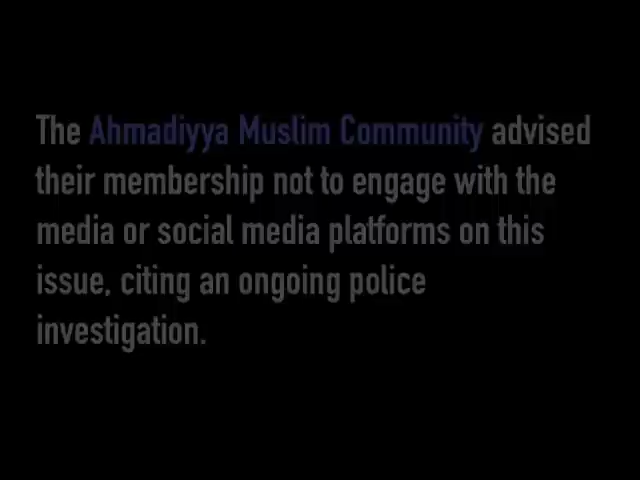 The Ahmadiyya Muslim Community advised
their membership not to engage with the
media or social media platforms on this
issue, citing an ongoing police
investigation.